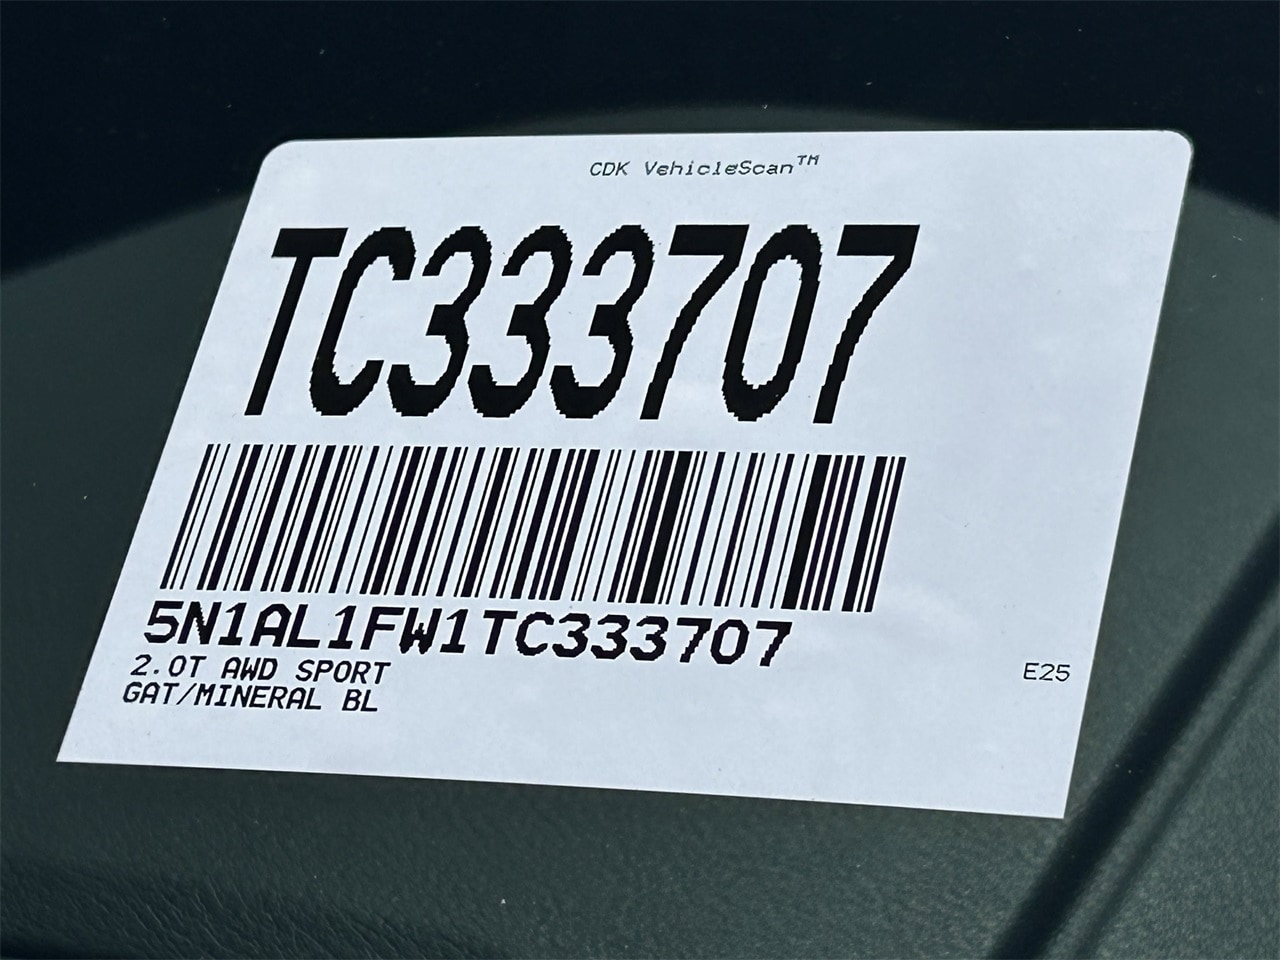 CDK VehicleScan™
TC333707
5N1AL1FW1TC333707
2.0T AWD SPORT
GAT/MINERAL BL
E25